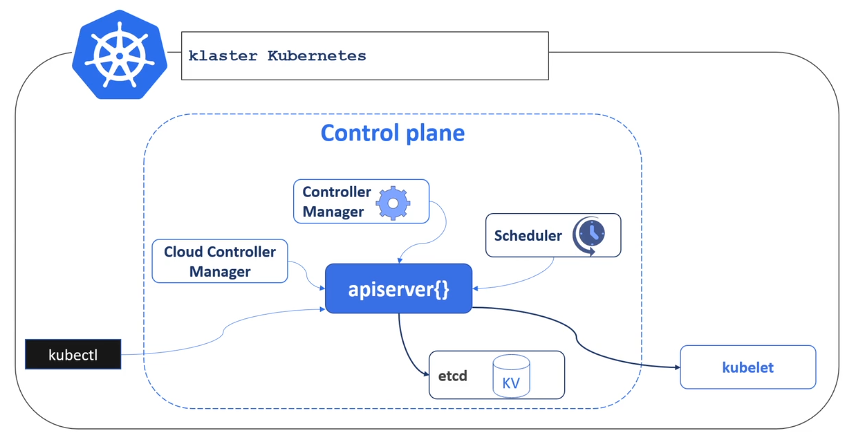 klaster Kubernetes
Control plane
Controller
Manager
Scheduler
Cloud Controller
Manager
apiserver{}
kubectl
etcd
KV
kubelet